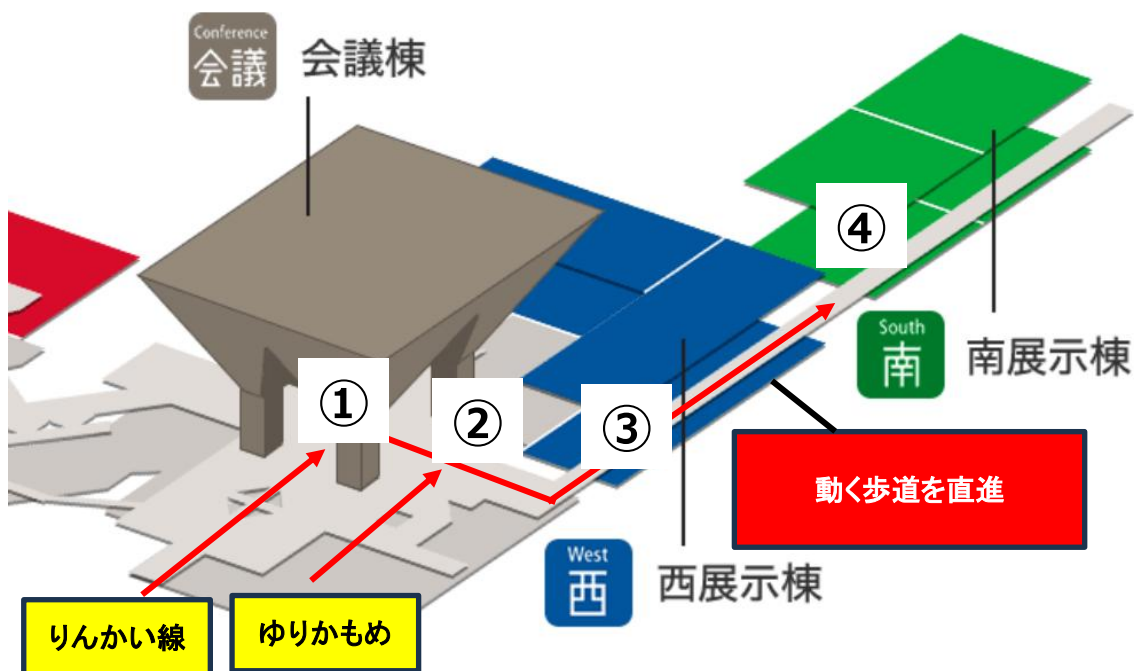 Conference
会議
会議棟
④
South
南
南展示棟
①
②
③
動く歩道を直進
West
西
西展示棟
りんかい線
ゆりかもめ